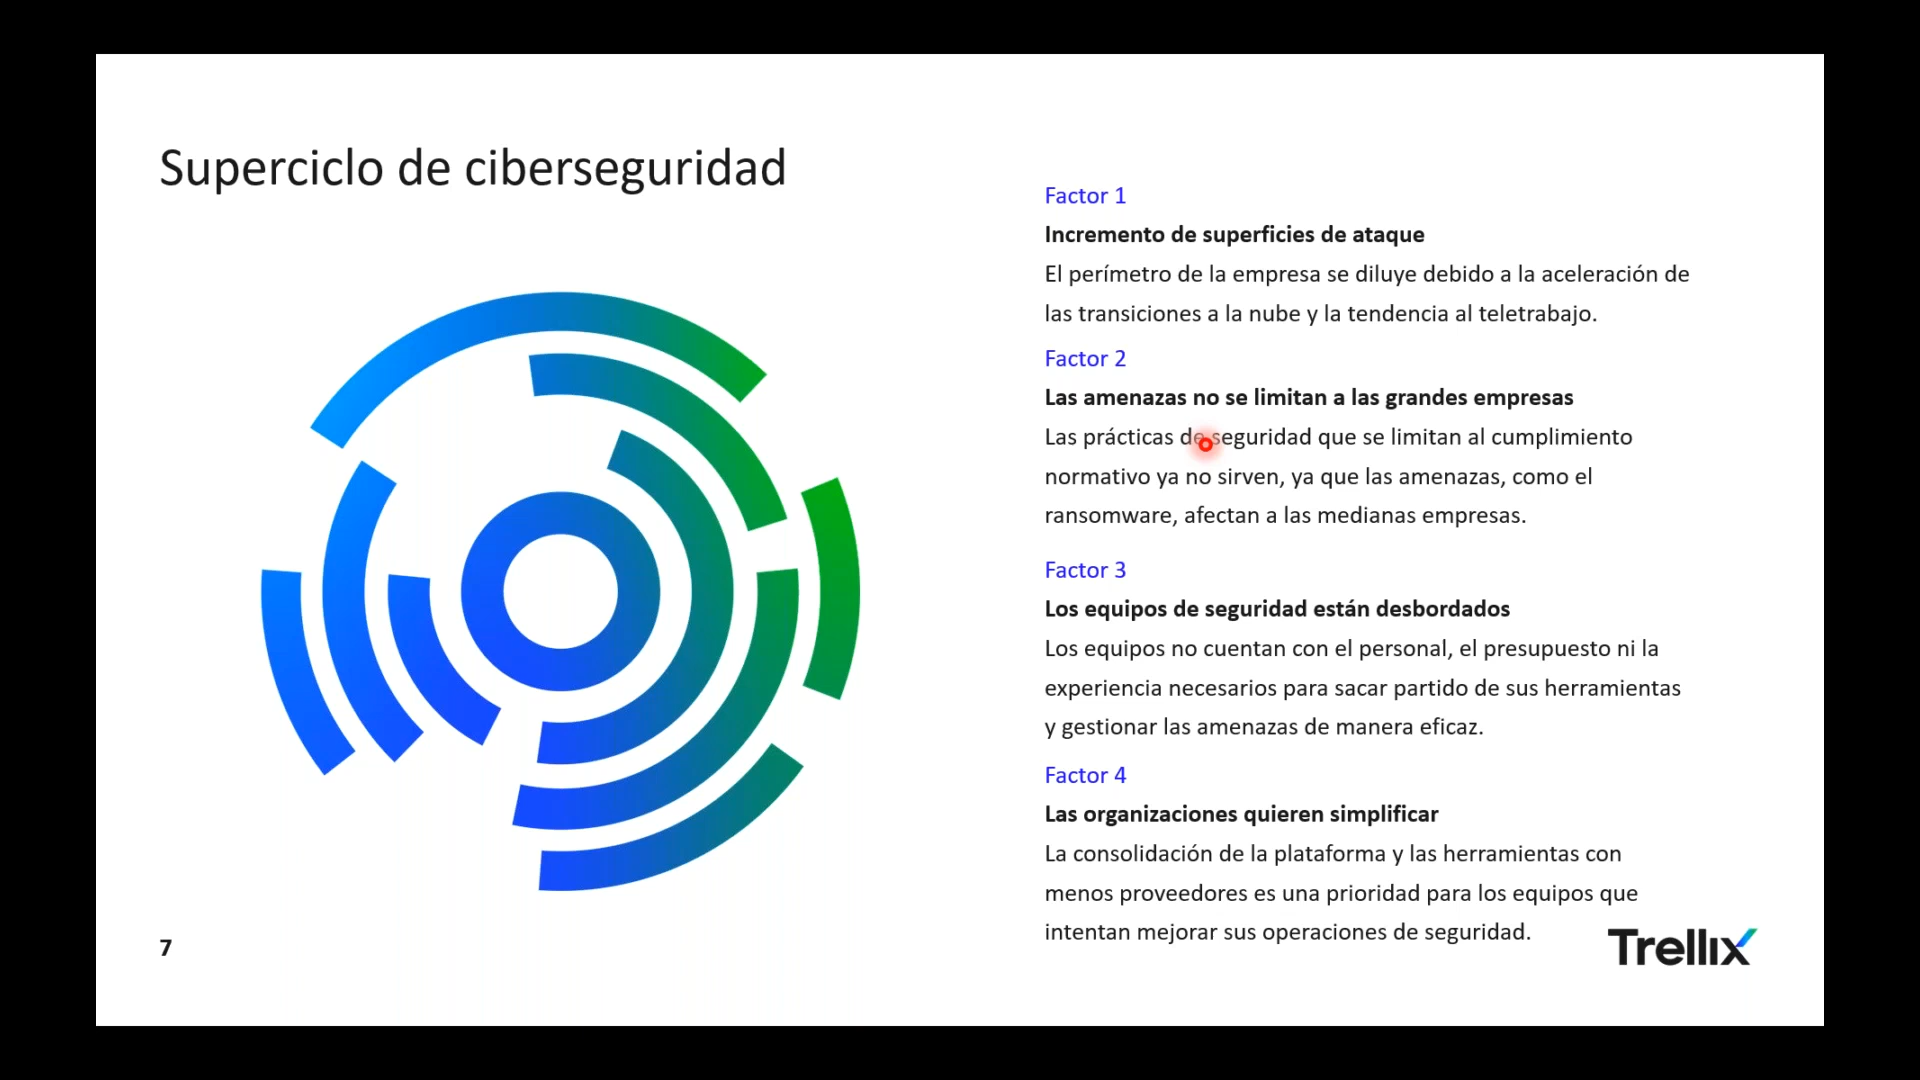 Superciclo de ciberseguridad
Factor 1
Incremento de superficies de ataque
El perímetro de la empresa se diluye debido a la aceleración de
las transiciones a la nube y la tendencia al teletrabajo.
Factor 2
Las amenazas no se limitan a las grandes empresas
Las prácticas de seguridad que se limitan al cumplimiento
normativo ya no sirven, ya que las amenazas, como el
ransomware, afectan a las medianas empresas.
Factor 3
Los equipos de seguridad están desbordados
Los equipos no cuentan con el personal, el presupuesto ni la
experiencia necesarios para sacar partido de sus herramientas
y gestionar las amenazas de manera eficaz.
Factor 4
Las organizaciones quieren simplificar
La consolidación de la plataforma y las herramientas con
menos proveedores es una prioridad para los equipos que
intentan mejorar sus operaciones de seguridad.
7
Trellix